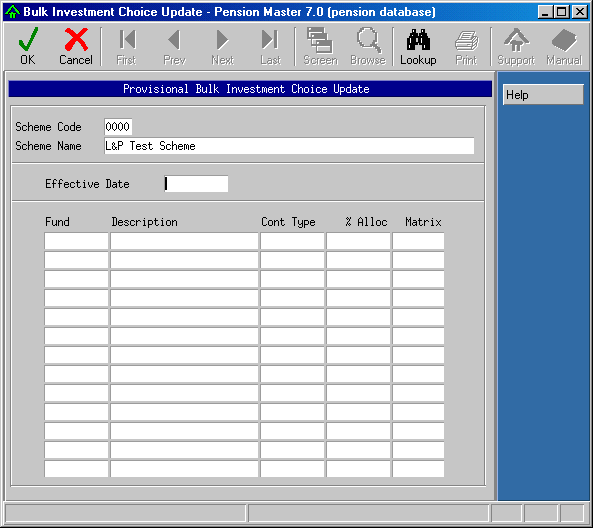 Bulk Investment Choice Update - Pension Master 7.0 (pension database)
OK Cancel First Prev Next Last Screen Browse Lookup Print Support Manual
Provisional Bulk Investment Choice Update
Help
Scheme Code 0000
Scheme Name L&P Test Scheme
Effective Date
Fund Description Cont Type % Alloc Matrix